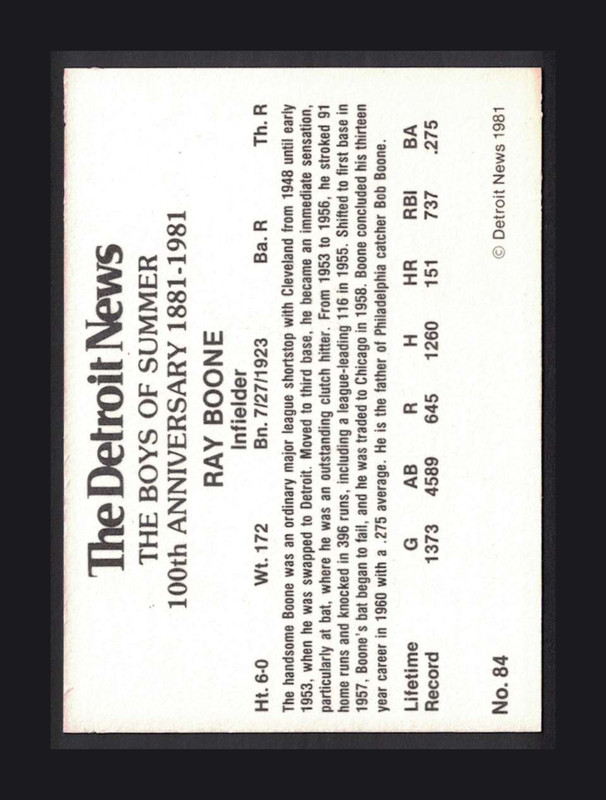 The Detroit News
THE BOYS OF SUMMER
100th ANNIVERSARY 1881-1981
RAY BOONE
Infielder
Ht. 6-0 Wt. 172 Bn. 7/27/1923 Ba. R Th. R
The handsome Boone was an ordinary major league shortstop with Cleveland from 1948 until early
1953, when he was swapped to Detroit. Moved to third base, he became an immediate sensation,
particularly at bat, where he was an outstanding clutch hitter. From 1953 to 1956, he stroked 91
home runs and knocked in 396 runs, including a league-leading 116 in 1955. Shifted to first base in
1957, Boone's bat began to fail, and he was traded to Chicago in 1958. Boone concluded his thirteen
year career in 1960 with a .275 average. He is the father of Philadelphia catcher Bob Boone.
Lifetime G AB R H HR RBI BA
Record 1373 4589 645 1260 151 737 .275
No. 84 © Detroit News 1981